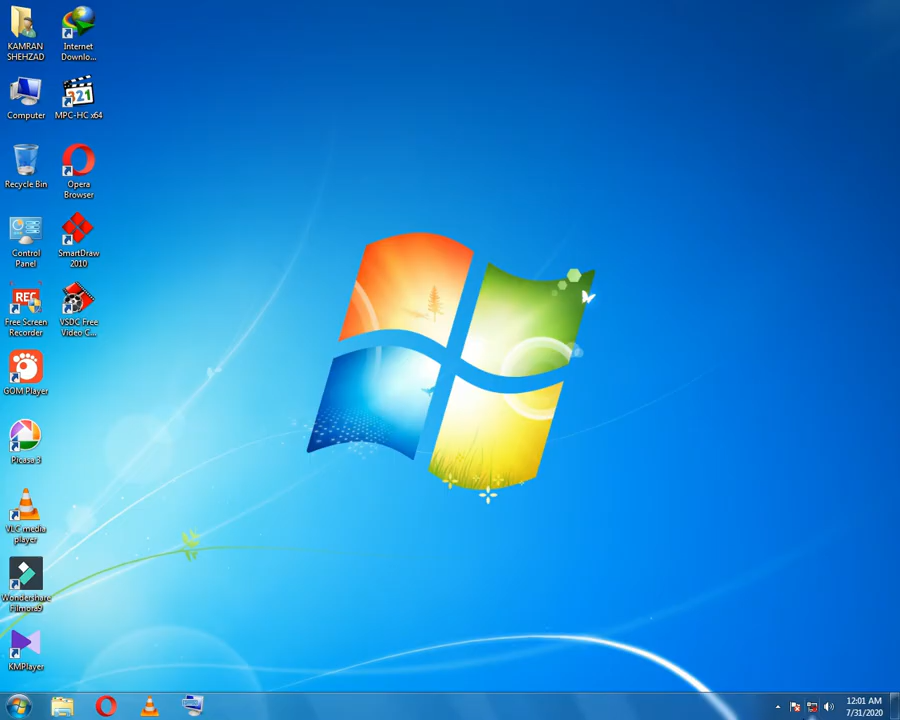 KAMRAN
SHEHZAD
Internet
Downlo...
Computer
321
MPC-HC x64
Recycle Bin
Opera
Browser
Control
Panel
SmartDraw
2010
REC
Free Screen
Recorder
VSDC Free
Video C...
GOM Player
Picasa 3
VLC media
player
Wondershare
Filmora9
KMPlayer
12:01 AM
7/31/2020